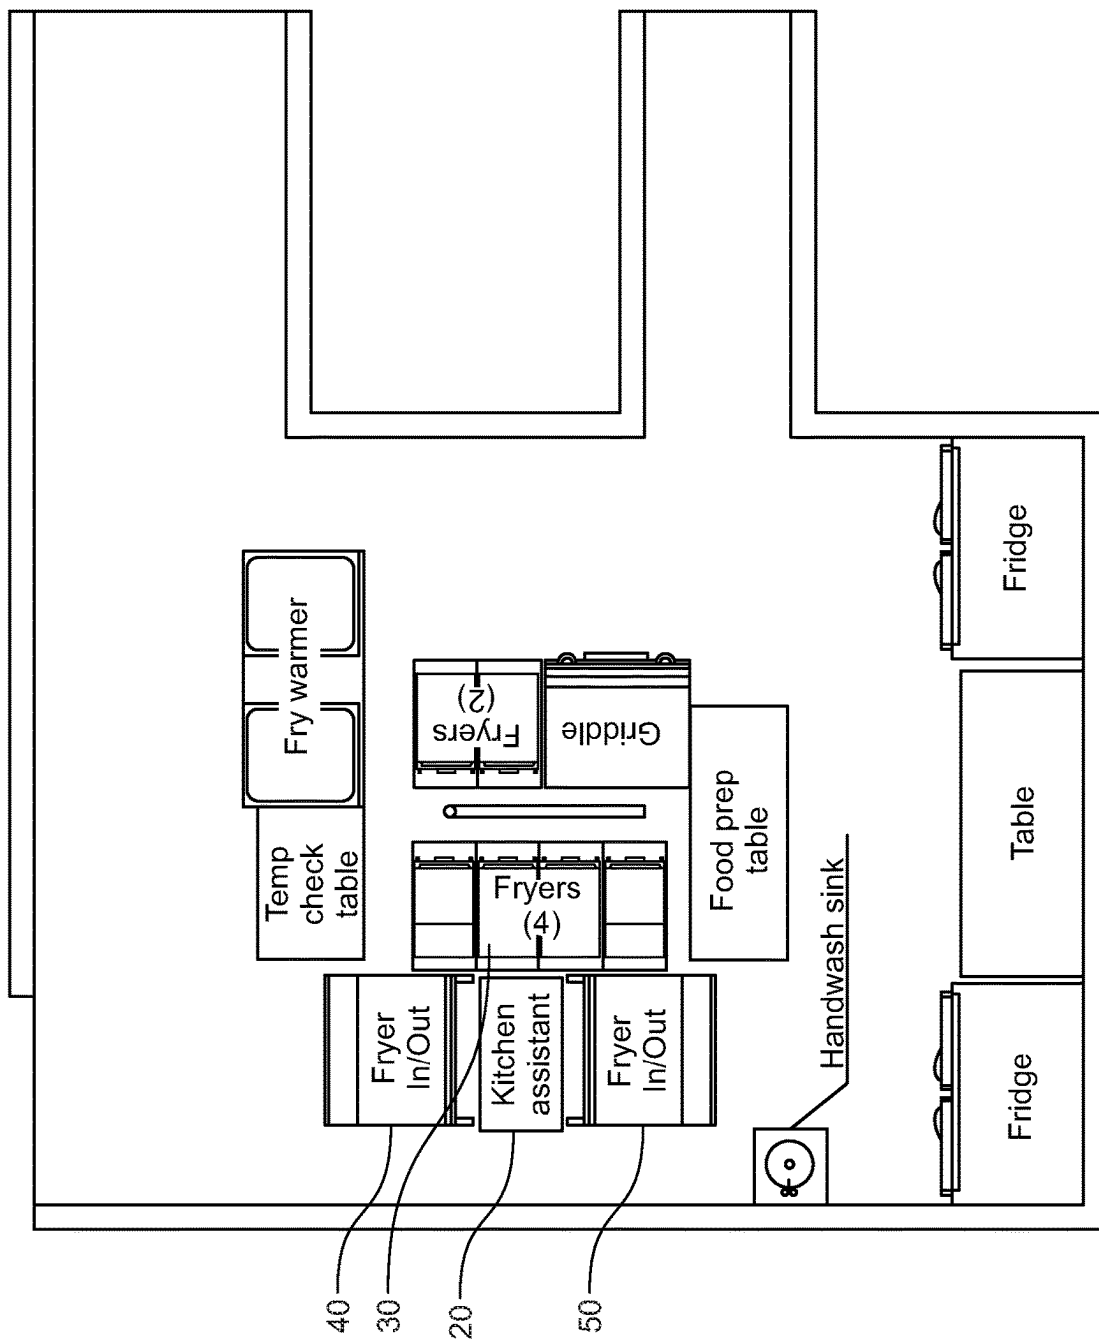 Fry warmer
Temp
check
table
Fryers
(2)
Griddle
Fryers
(4)
Food prep
table
Fryer
In/Out
Kitchen
assistant
Fryer
In/Out
Handwash sink
Fridge
Table
Fridge
40
30
20
50